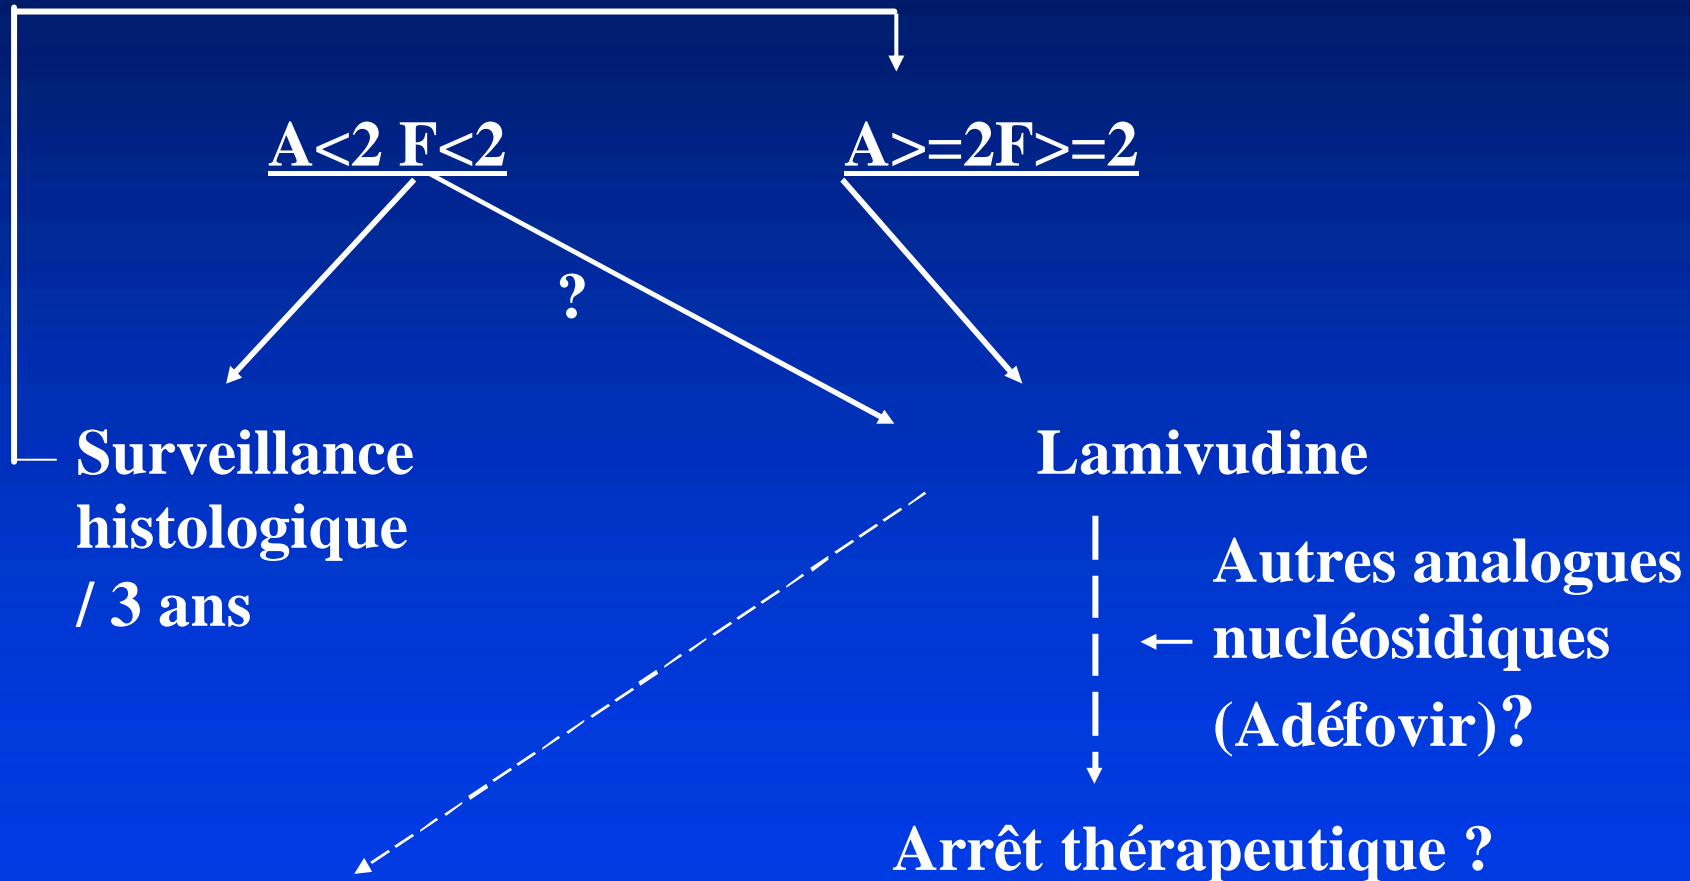 A<2 F<2
A>=2F>=2
?
Surveillance
histologique
/ 3 ans
Lamivudine
Autres analogues
nucléosidiques
(Adéfovir)?
Arrêt thérapeutique ?